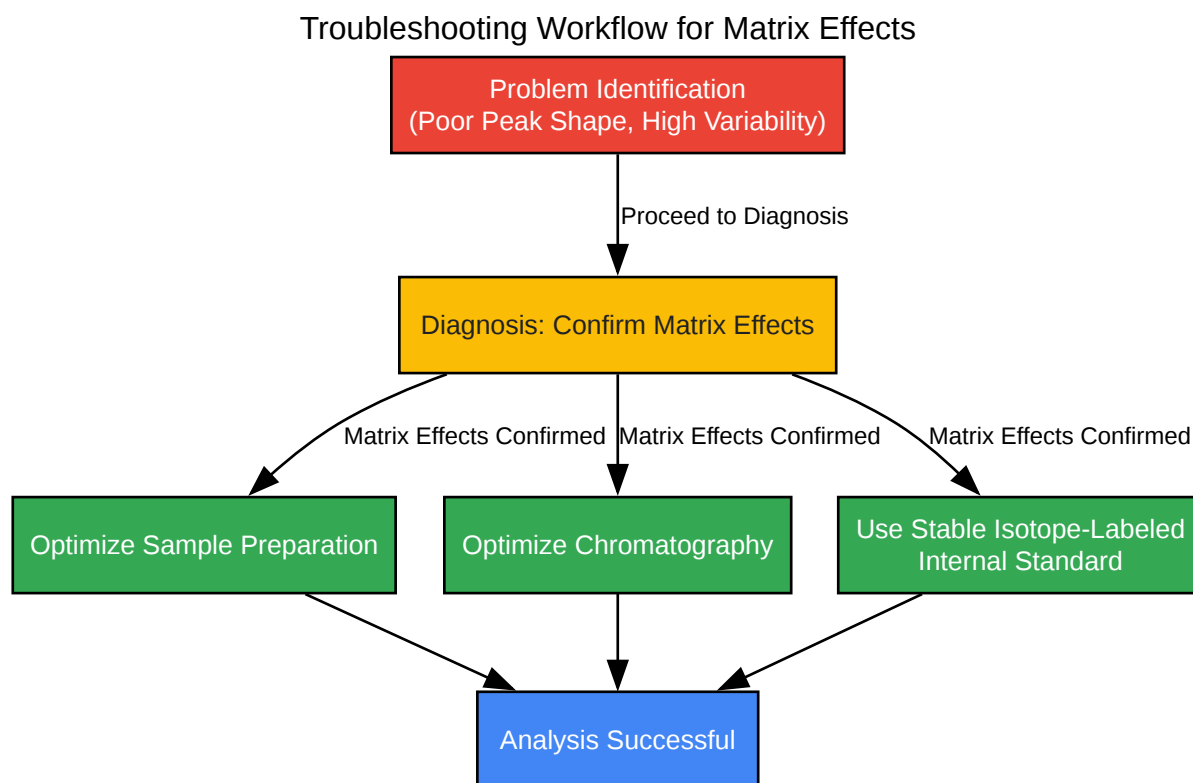 Troubleshooting Workflow for Matrix Effects
Problem Identification
(Poor Peak Shape, High Variability)
Proceed to Diagnosis
Diagnosis: Confirm Matrix Effects
Matrix Effects Confirmed
Matrix Effects Confirmed
Matrix Effects Confirmed
Optimize Sample Preparation
Optimize Chromatography
Use Stable Isotope-Labeled
Internal Standard
Analysis Successful